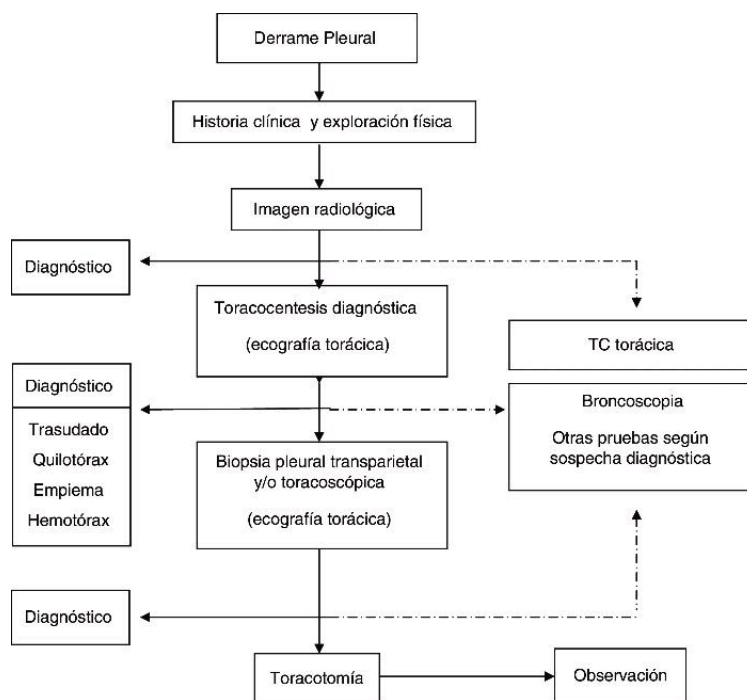 Derrame Pleural
Historia clínica y exploración física
Imagen radiológica
Diagnóstico
Toracocentesis diagnóstica
(ecografía torácica)
TC torácica
Diagnóstico
Trasudado
Quilotórax
Empiema
Hemotórax
Broncoscopia
Otras pruebas según
sospecha diagnóstica
Biopsia pleural transparietal
y/o toracoscópica
(ecografía torácica)
Diagnóstico
Toracotomía
Observación